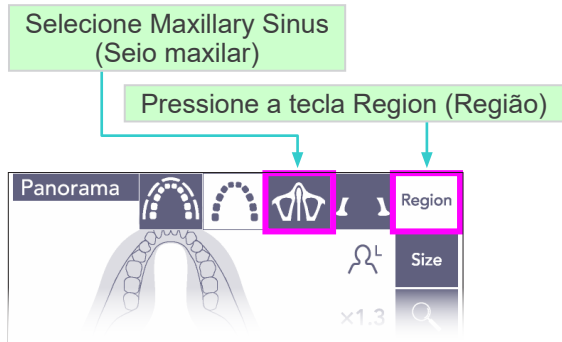 Selecione Maxillary Sinus
(Seio maxilar)
Pressione a tecla Region (Região)
Panorama
Region
L
Size
×1.3